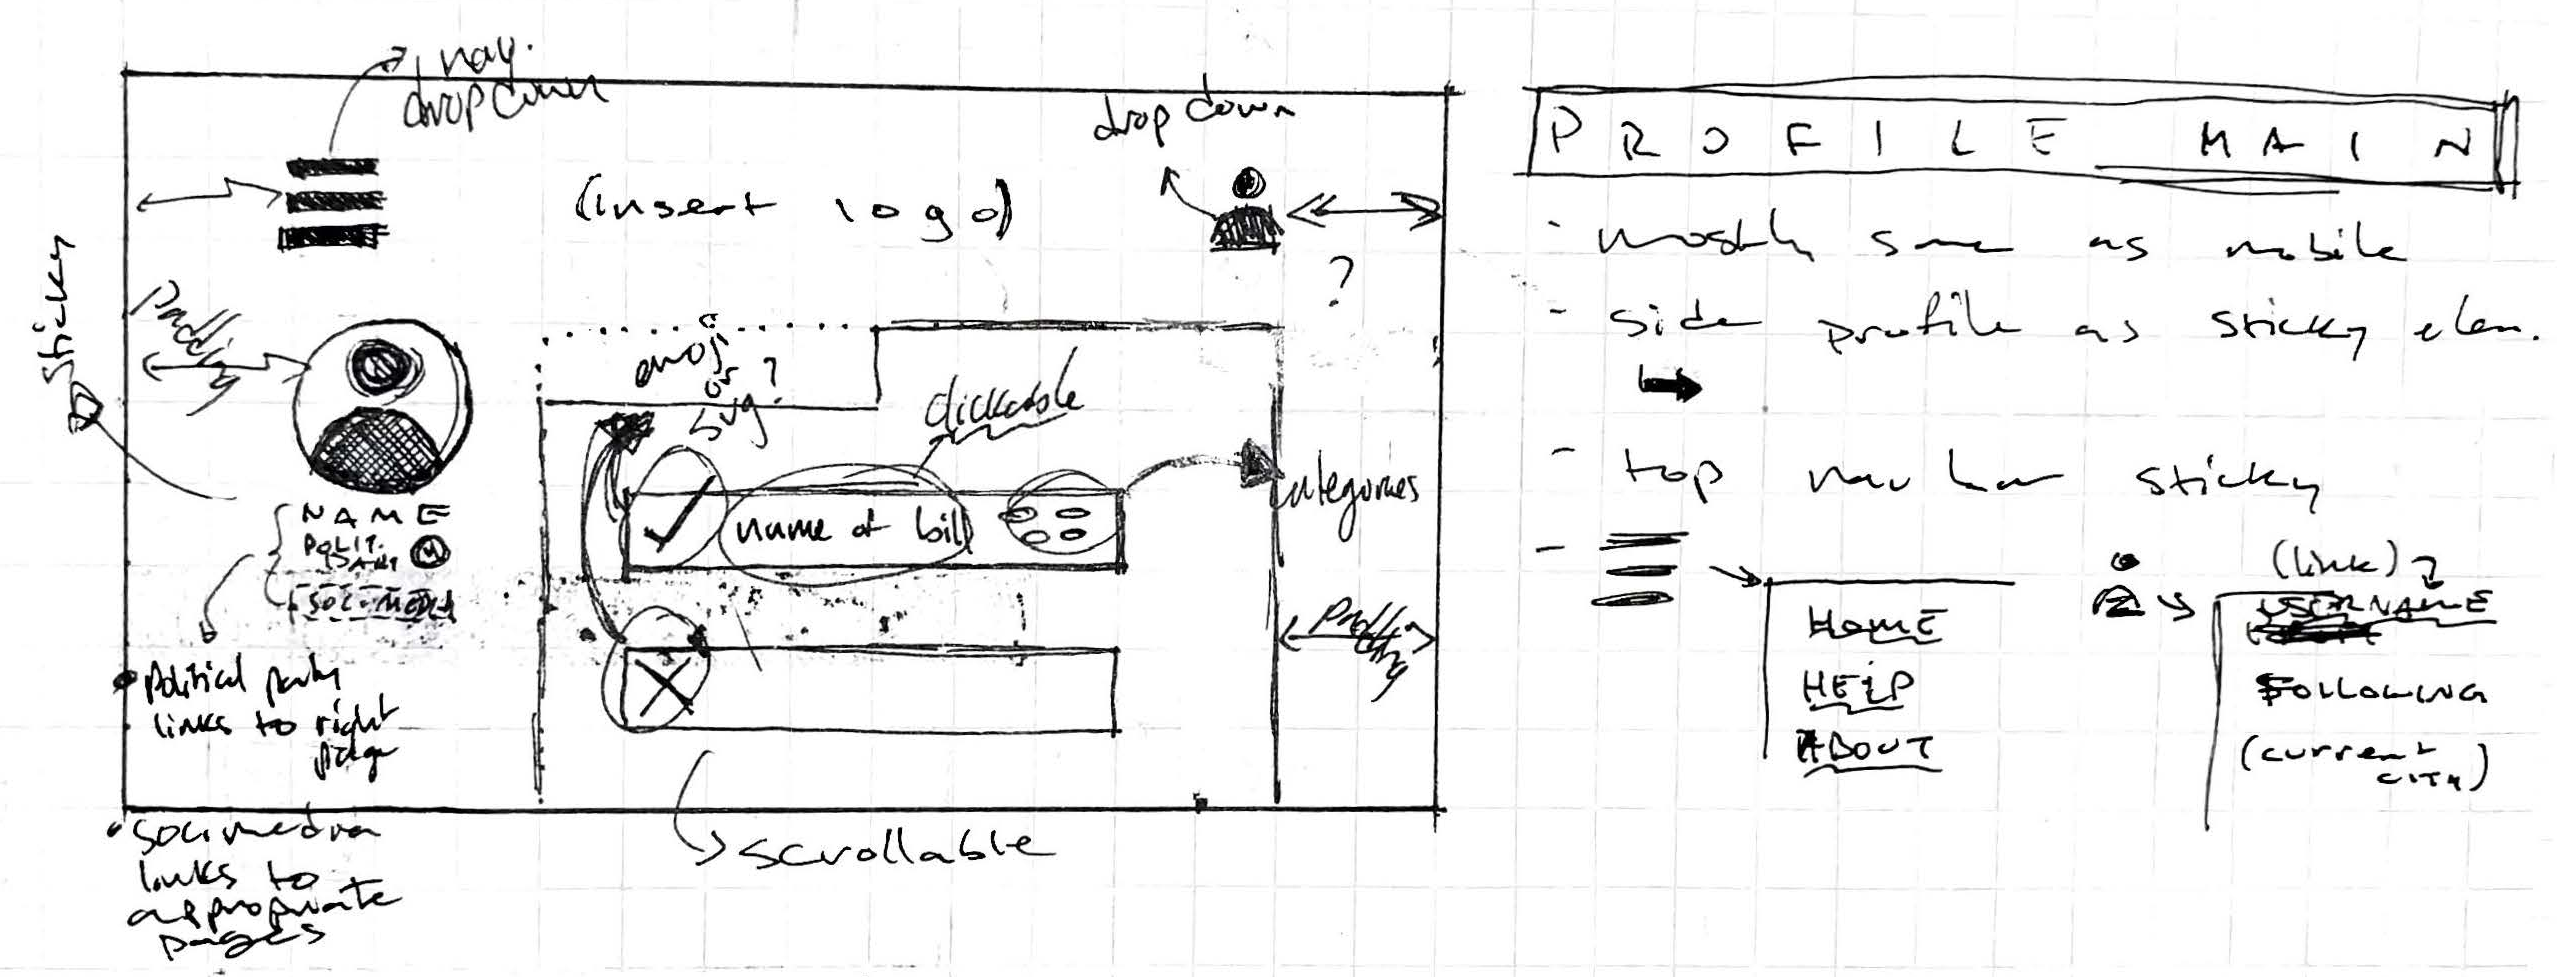 nav.
dropdown
drop down
(insert logo)
?
Sticky
Padding
emoji
or
svg?
clickable
name of bill
categories
NAME
POLIT.
PARTY
SOC. MEDIA
Padding
political party
links to right
page
scrollable
soc. media
links to
appropriate
pages
PROFILE MAIN
- mostly same as mobile
- side profile as sticky elem.
- top nav bar sticky
-
HOME
HELP
ABOUT
(link)
USERNAME
FOLLOWING
(current
city)